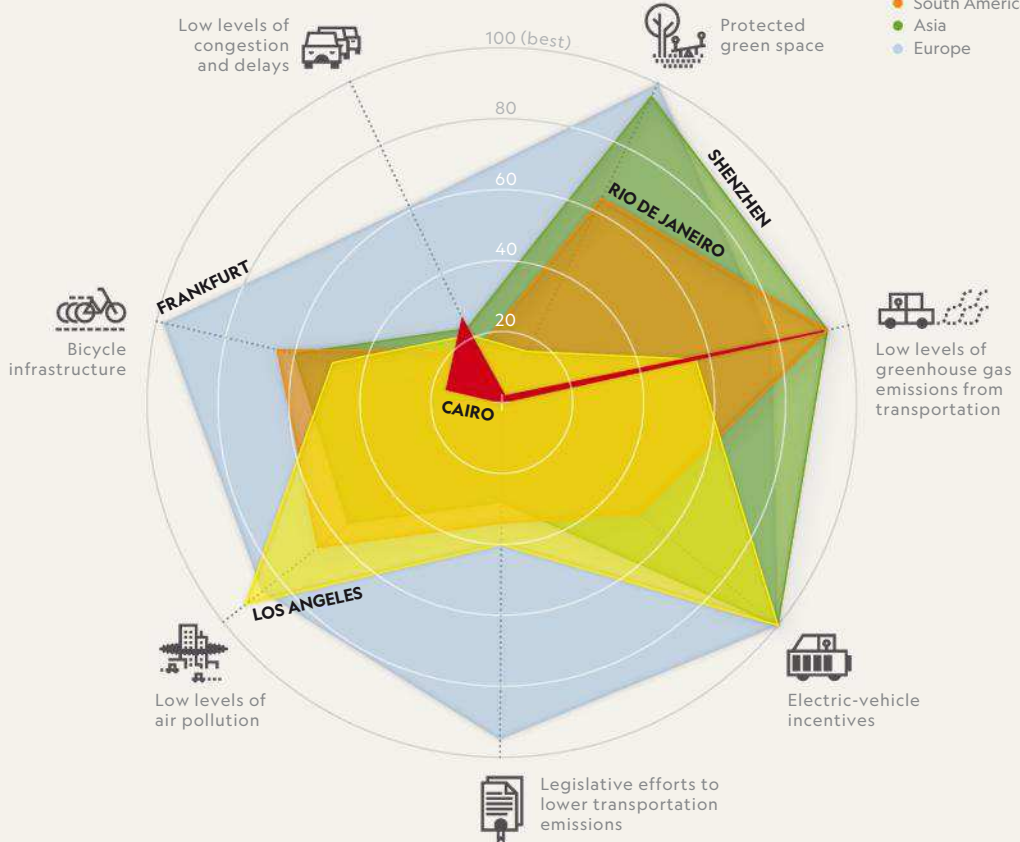 South Americ
Asia
Europe
Low levels of
congestion
and delays
100 (best)
Protected
green space
80
60
40
20
SHENZHEN
RIO DE JANEIRO
FRANKFURT
Bicycle
infrastructure
Low levels of
greenhouse gas
emissions from
transportation
CAIRO
LOS ANGELES
Low levels of
air pollution
Electric-vehicle
incentives
Legislative efforts to
lower transportation
emissions